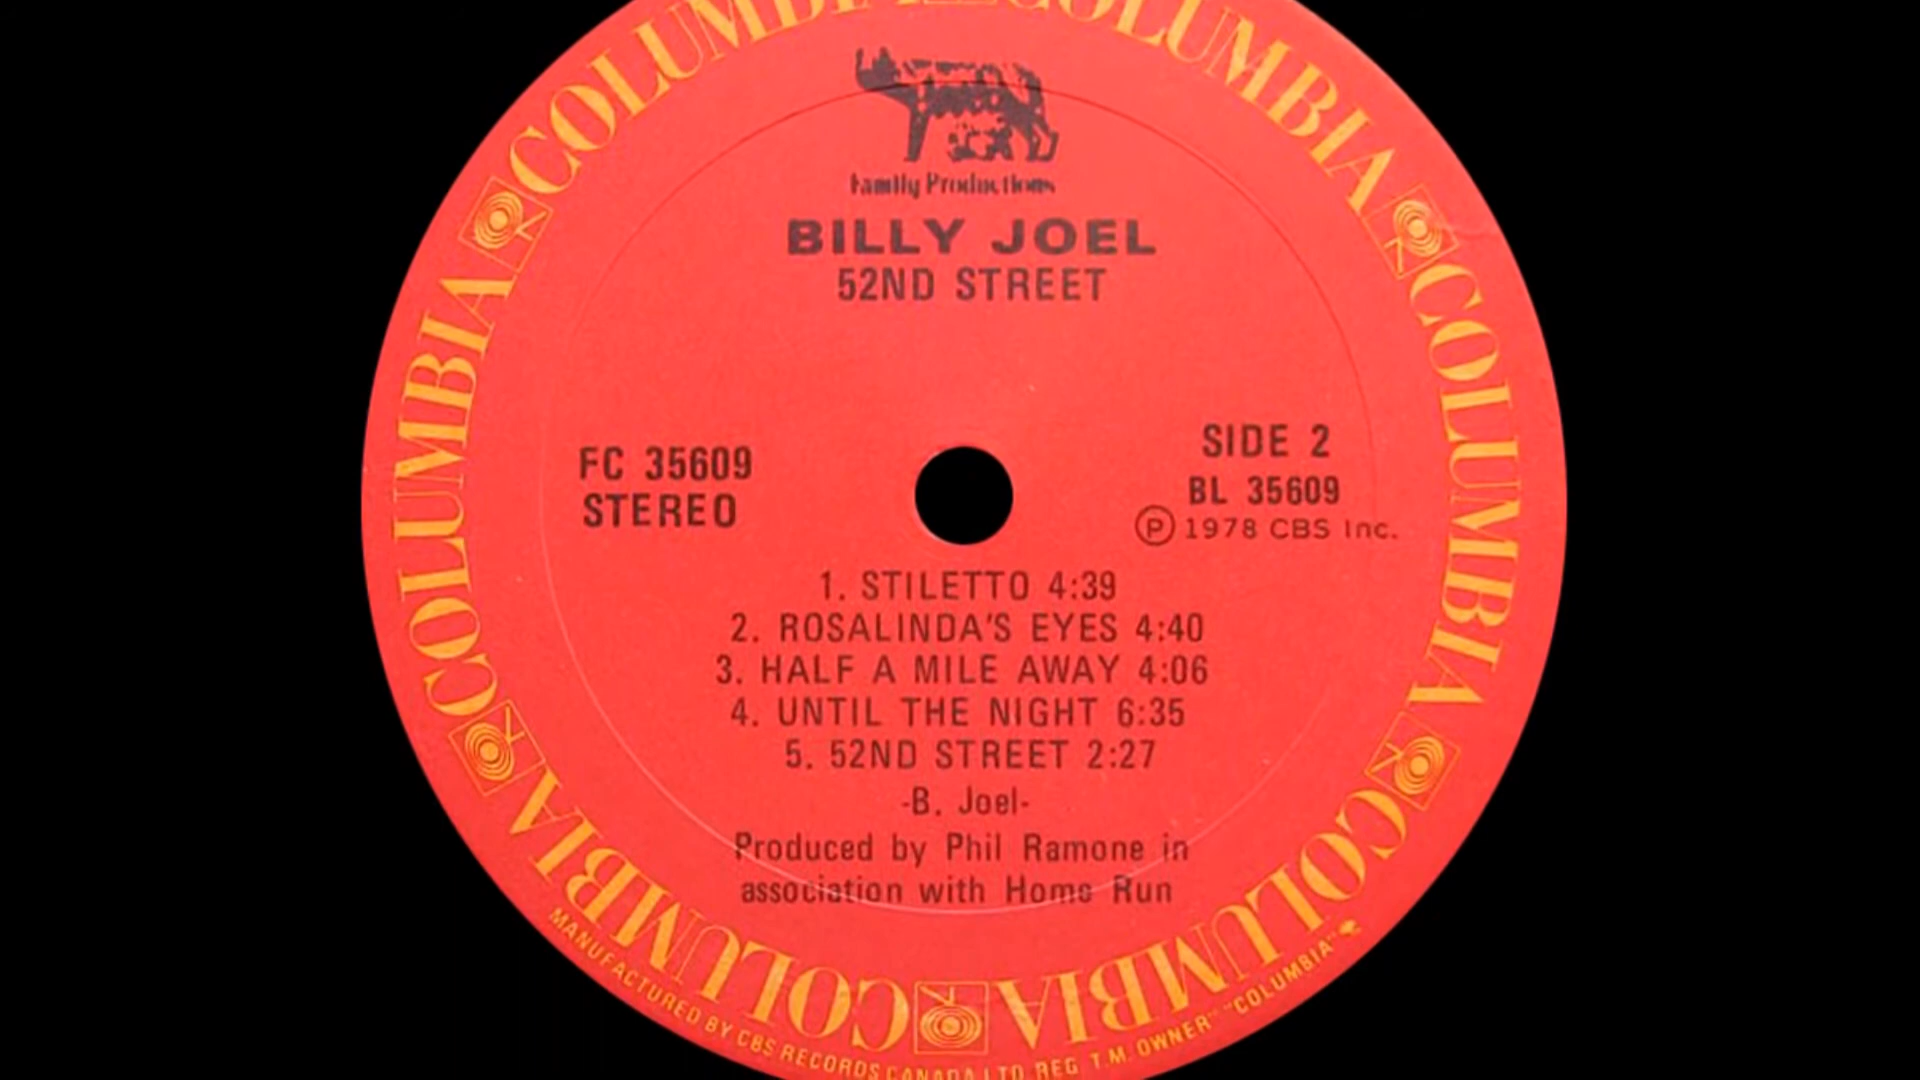 COLUMBIA COLUMBIA COLUMBIA COLUMBIA COLUMBIA COLUMBIA
Family Productions
BILLY JOEL
52ND STREET
FC 35609
STEREO
SIDE 2
BL 35609
Ⓟ 1978 CBS Inc.
1. STILETTO 4:39
2. ROSALINDA'S EYES 4:40
3. HALF A MILE AWAY 4:06
4. UNTIL THE NIGHT 6:35
5. 52ND STREET 2:27
-B. Joel-
Produced by Phil Ramone in
association with Home Run
MANUFACTURED BY CBS RECORDS CANADA LTD REG T.M. OWNER "COLUMBIA"